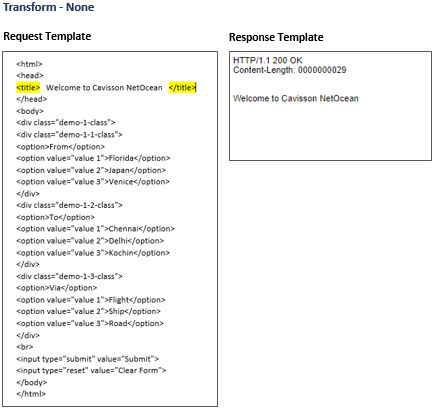 Transform - None
Request Template
<html>
<head>
<title> Welcome to Cavisson NetOcean </title>
</head>
<body>
<div class="demo-1-class">
<div class="demo-1-1-class">
<option>From</option>
<option value="value 1">Florida</option>
<option value="value 2">Japan</option>
<option value="value 3">Venice</option>
</div>
<div class="demo-1-2-class">
<option>To</option>
<option value="value 1">Chennai</option>
<option value="value 2">Delhi</option>
<option value="value 3">Kochin</option>
</div>
<div class="demo-1-3-class">
<option>Via</option>
<option value="value 1">Flight</option>
<option value="value 2">Ship</option>
<option value="value 3">Road</option>
</div>
<br>
<input type="submit" value="Submit">
<input type="reset" value="Clear Form">
</body>
</html>
Response Template
HTTP/1.1 200 OK
Content-Length: 0000000029
Welcome to Cavisson NetOcean